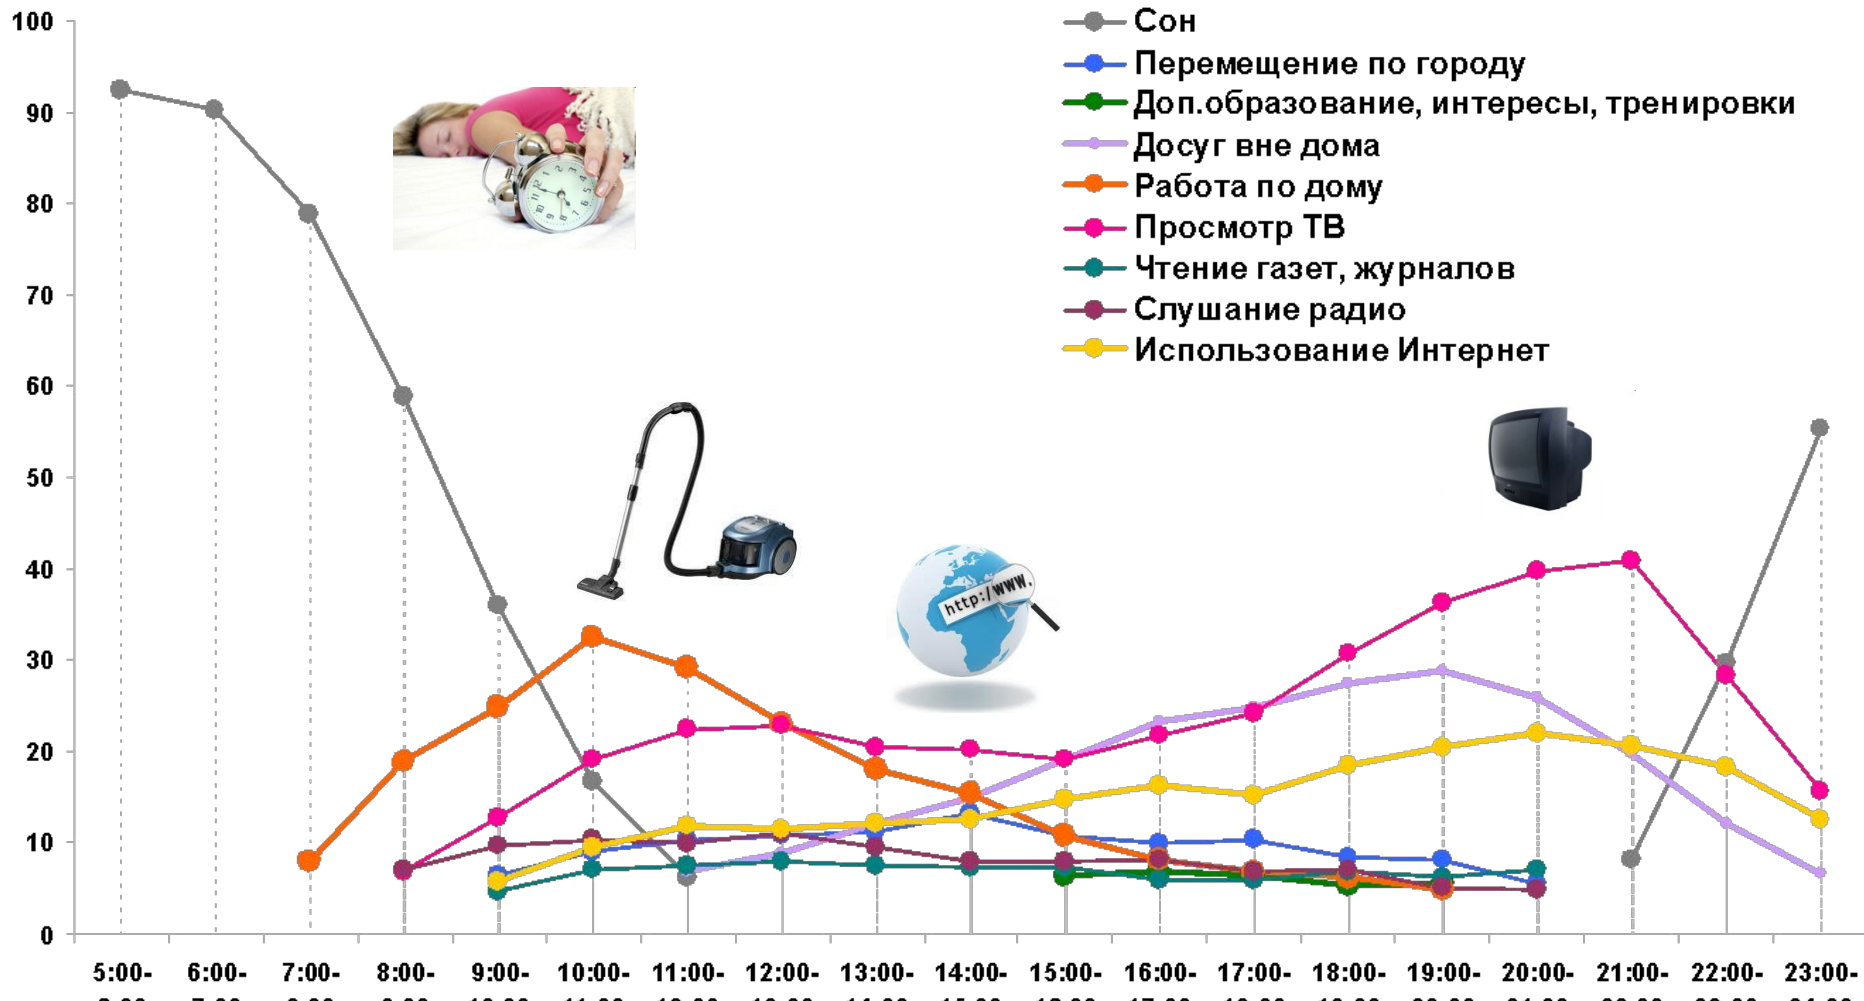 100
90
80
70
60
50
40
30
20
10
0
Сон
Перемещение по городу
Доп.образование, интересы, тренировки
Досуг вне дома
Работа по дому
Просмотр ТВ
Чтение газет, журналов
Слушание радио
Использование Интернет
http:/www.
5:00- 6:00- 7:00- 8:00- 9:00- 10:00- 11:00- 12:00- 13:00- 14:00- 15:00- 16:00- 17:00- 18:00- 19:00- 20:00- 21:00- 22:00- 23:00-